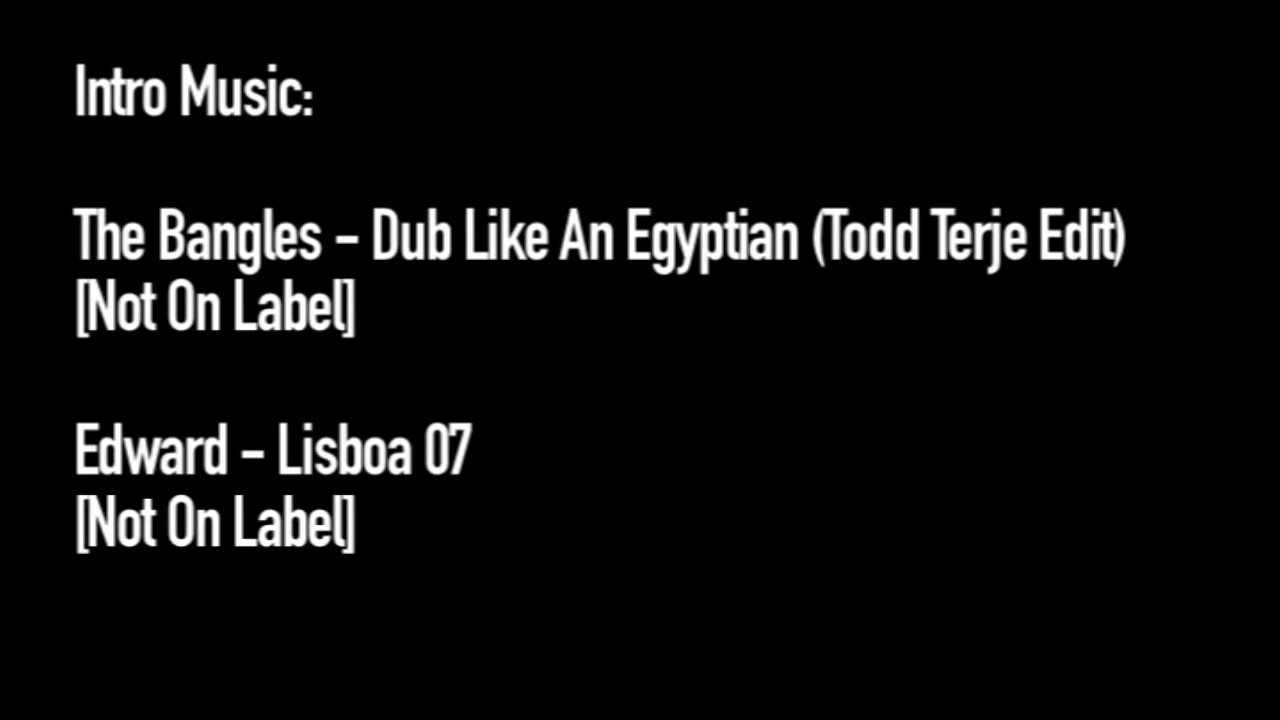 Intro Music:
The Bangles - Dub Like An Egyptian (Todd Terje Edit)
[Not On Label]
Edward - Lisboa 07
[Not On Label]